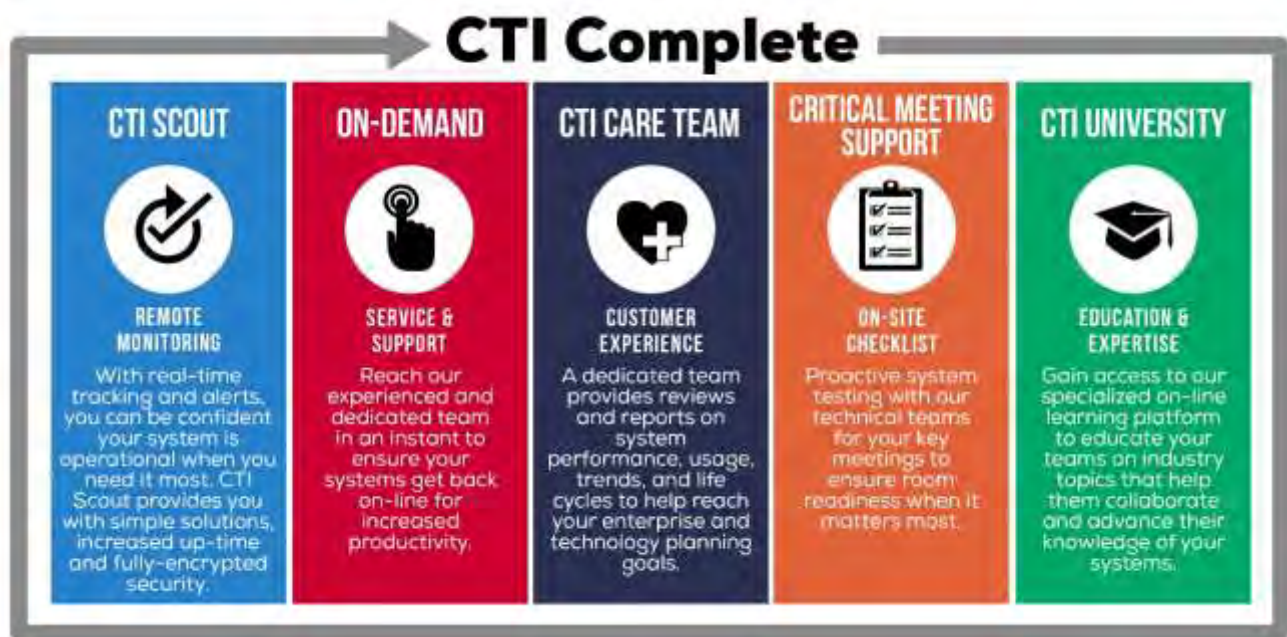 CTI Complete
CTI SCOUT
REMOTE
MONITORING
With real-time
tracking and alerts,
you can be confident
your system is
operational when you
need it most. CTI
Scout provides you
with simple solutions,
increased up-time
and fully-encrypted
security.
ON-DEMAND
SERVICE &
SUPPORT
Reach our
experienced and
dedicated team
in an instant to
ensure your
systems get back
on-line for
increased
productivity.
CTI CARE TEAM
CUSTOMER
EXPERIENCE
A dedicated team
provides reviews
and reports on
system
performance, usage,
trends, and life
cycles to help reach
your enterprise and
technology planning
goals.
CRITICAL MEETING
SUPPORT
ON-SITE
CHECKLIST
Proactive system
testing with our
technical teams
for your key
meetings to
ensure room
readiness when it
matters most.
CTI UNIVERSITY
EDUCATION &
EXPERTISE
Gain access to our
specialized on-line
learning platform
to educate your
teams on industry
topics that help
them collaborate
and advance their
knowledge of your
systems.